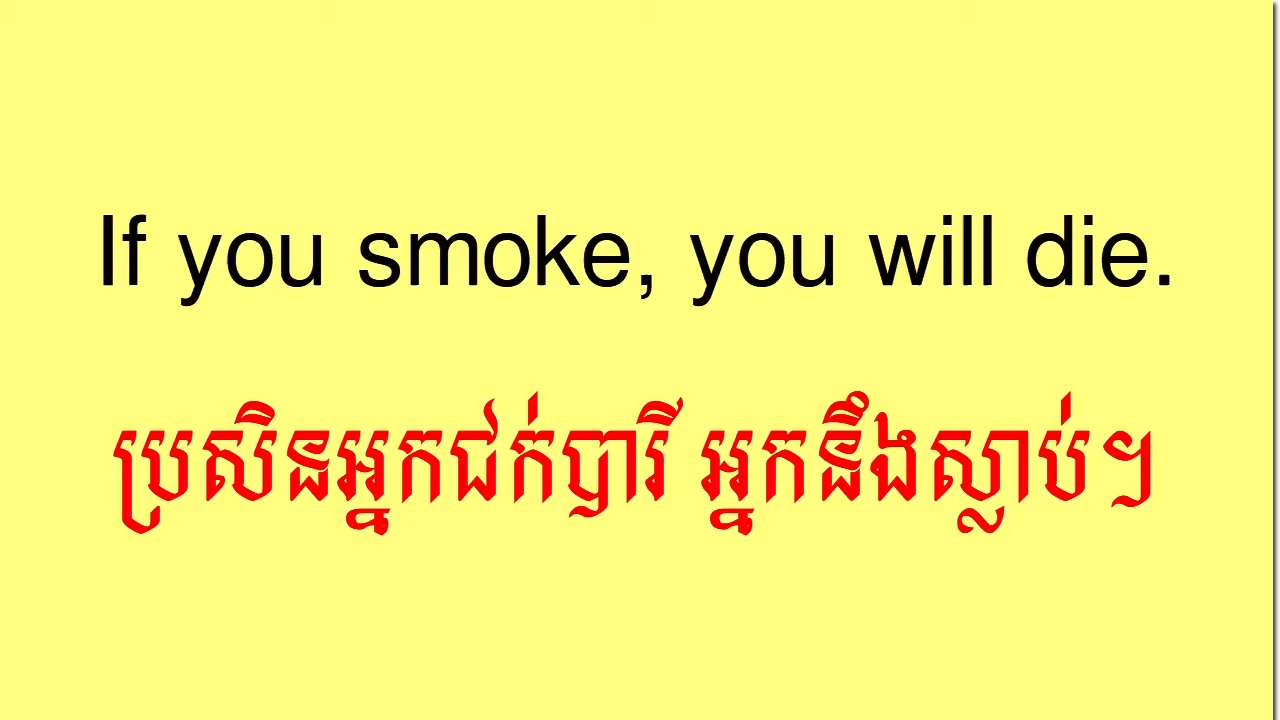 If you smoke, you will die.
ប្រសិនអ្នកជក់បារី អ្នកនឹងស្លាប់។